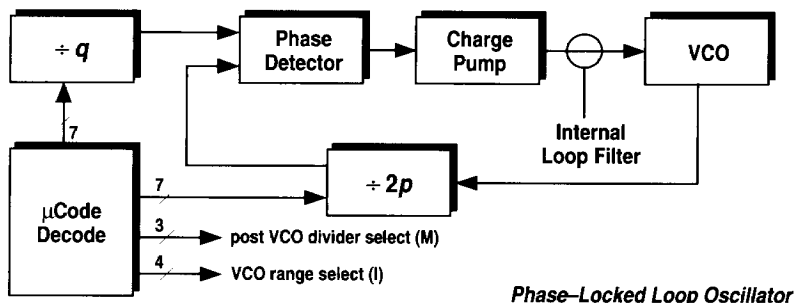 ÷ q
Phase
Detector
Charge
Pump
VCO
Internal
Loop Filter
7
µCode
Decode
7
÷ 2p
3
post VCO divider select (M)
4
VCO range select (I)
Phase–Locked Loop Oscillator